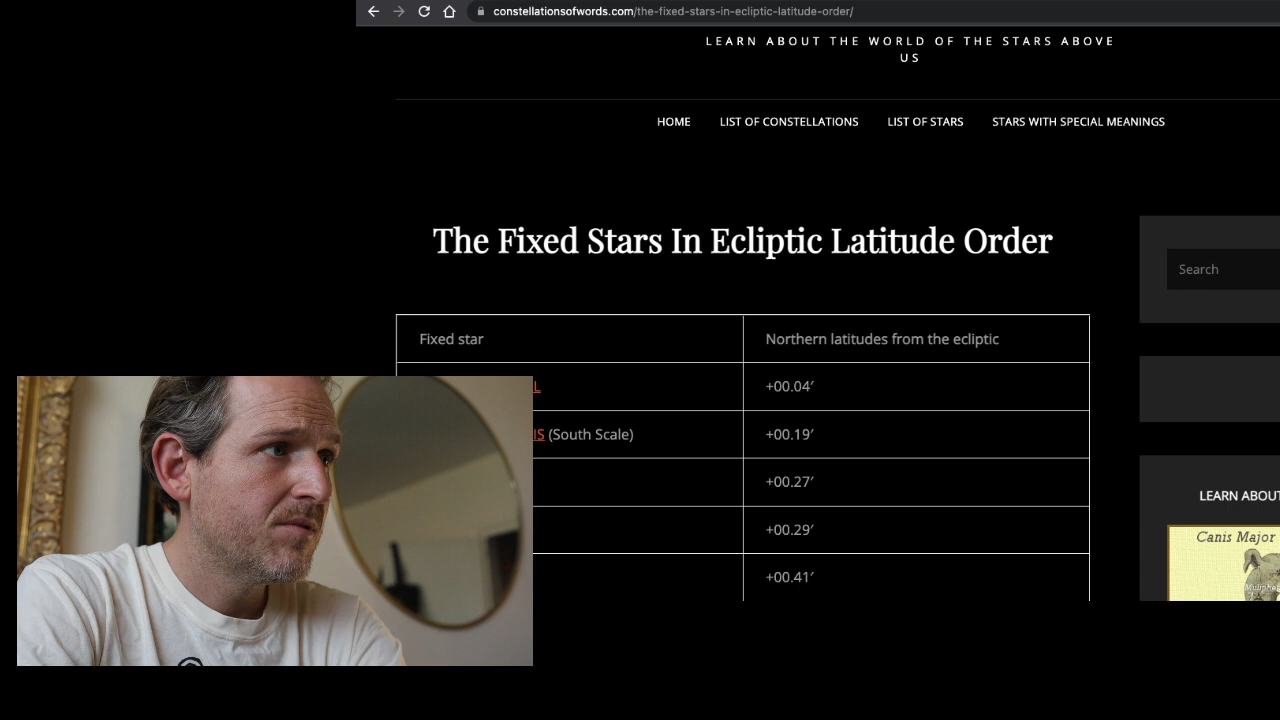 constellationsofwords.com/the-fixed-stars-in-ecliptic-latitude-order/
LEARN ABOUT THE WORLD OF THE STARS ABOVE
US
HOME LIST OF CONSTELLATIONS LIST OF STARS STARS WITH SPECIAL MEANINGS
The Fixed Stars In Ecliptic Latitude Order
Search
Fixed star Northern latitudes from the ecliptic
L +00.04′
IS (South Scale) +00.19′
+00.27′
+00.29′
+00.41′
LEARN ABOUT
Canis Major